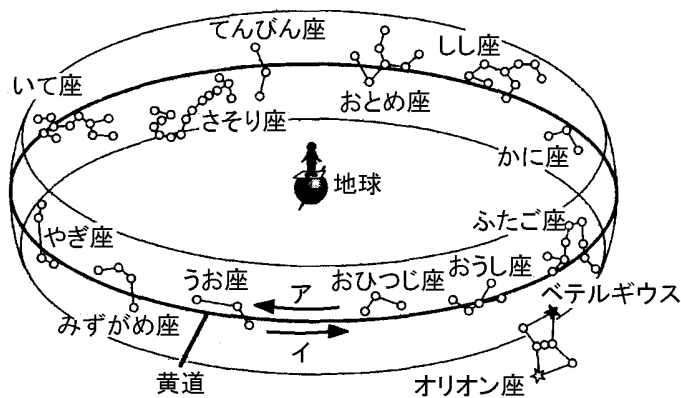 てんびん座
しし座
いて座
おとめ座
さそり座
かに座
地球
ふたご座
やぎ座
うお座
ア
おひつじ座
おうし座
ベテルギウス
みずがめ座
イ
黄道
オリオン座